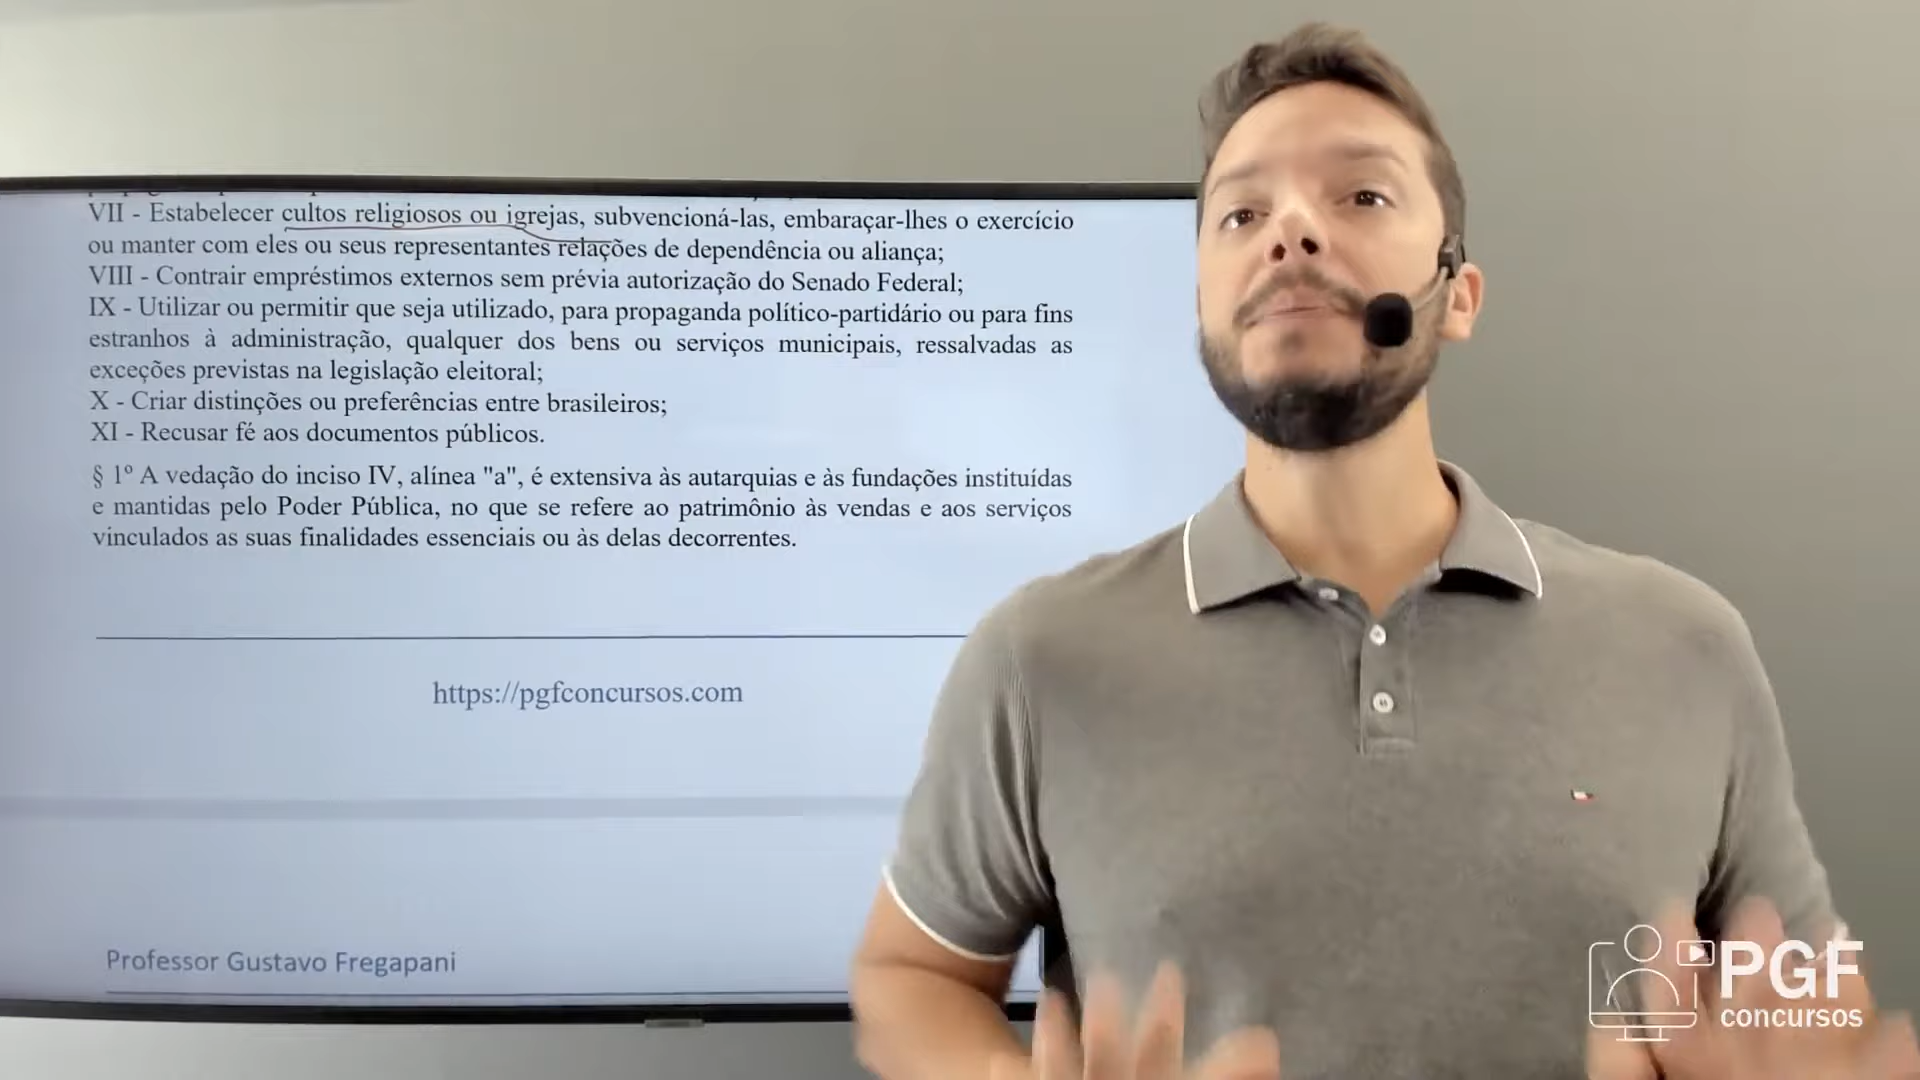 VII - Estabelecer cultos religiosos ou igrejas, subvencioná-las, embaraçar-lhes o exercício
ou manter com eles ou seus representantes relações de dependência ou aliança;
VIII - Contrair empréstimos externos sem prévia autorização do Senado Federal;
IX - Utilizar ou permitir que seja utilizado, para propaganda político-partidário ou para fins
estranhos à administração, qualquer dos bens ou serviços municipais, ressalvadas as
exceções previstas na legislação eleitoral;
X - Criar distinções ou preferências entre brasileiros;
XI - Recusar fé aos documentos públicos.
§ 1º A vedação do inciso IV, alínea "a", é extensiva às autarquias e às fundações instituídas
e mantidas pelo Poder Pública, no que se refere ao patrimônio às vendas e aos serviços
vinculados as suas finalidades essenciais ou às delas decorrentes.
https://pgfconcursos.com
Professor Gustavo Fregapani
PGF
concursos